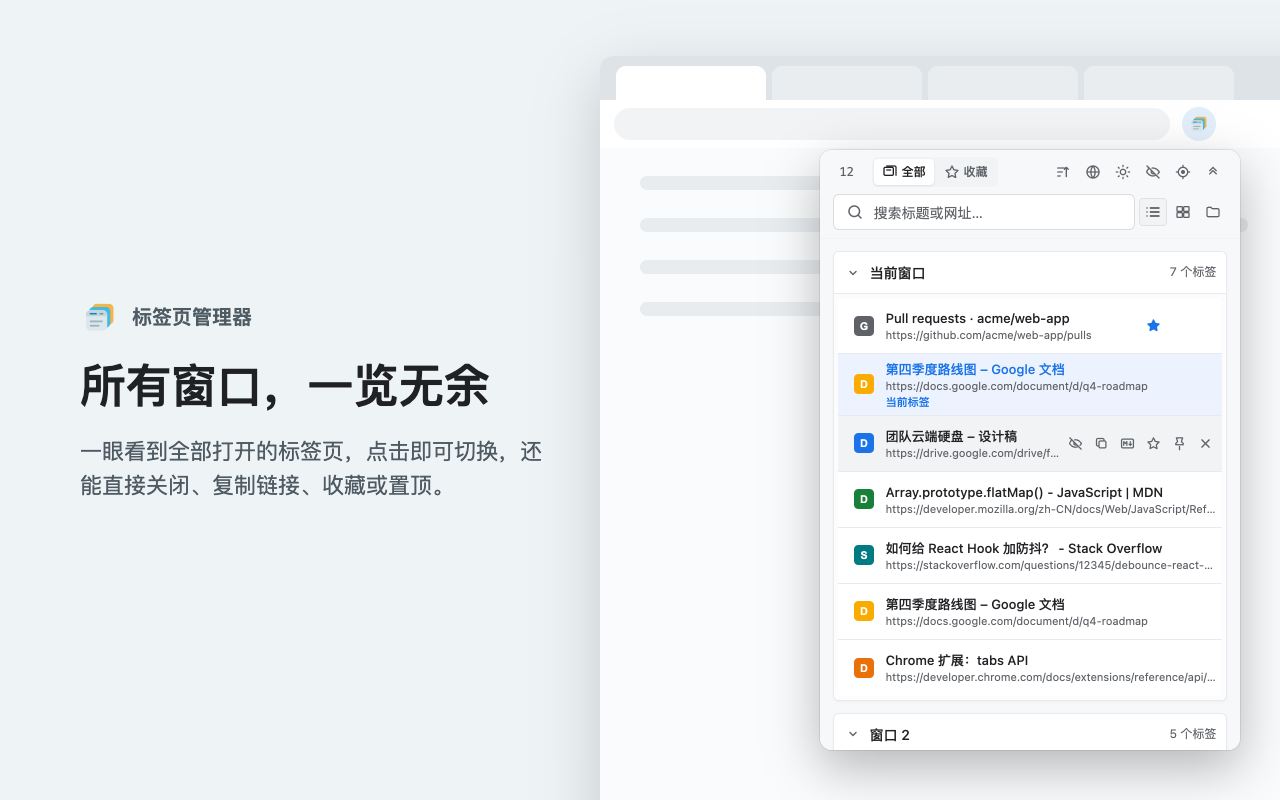 标签页管理器
所有窗口，一览无余
一眼看到全部打开的标签页，点击即可切换，还
能直接关闭、复制链接、收藏或置顶。
12
全部
收藏
搜索标题或网址...
当前窗口
7 个标签
G
Pull requests · acme/web-app
https://github.com/acme/web-app/pulls
D
第四季度路线图 – Google 文档
https://docs.google.com/document/d/q4-roadmap
当前标签
D
团队云端硬盘 – 设计稿
https://drive.google.com/drive/f...
D
Array.prototype.flatMap() - JavaScript | MDN
https://developer.mozilla.org/zh-CN/docs/Web/JavaScript/Ref...
S
如何给 React Hook 加防抖？ - Stack Overflow
https://stackoverflow.com/questions/12345/debounce-react-...
D
第四季度路线图 – Google 文档
https://docs.google.com/document/d/q4-roadmap
D
Chrome 扩展：tabs API
https://developer.chrome.com/docs/extensions/reference/api/...
窗口 2
5 个标签